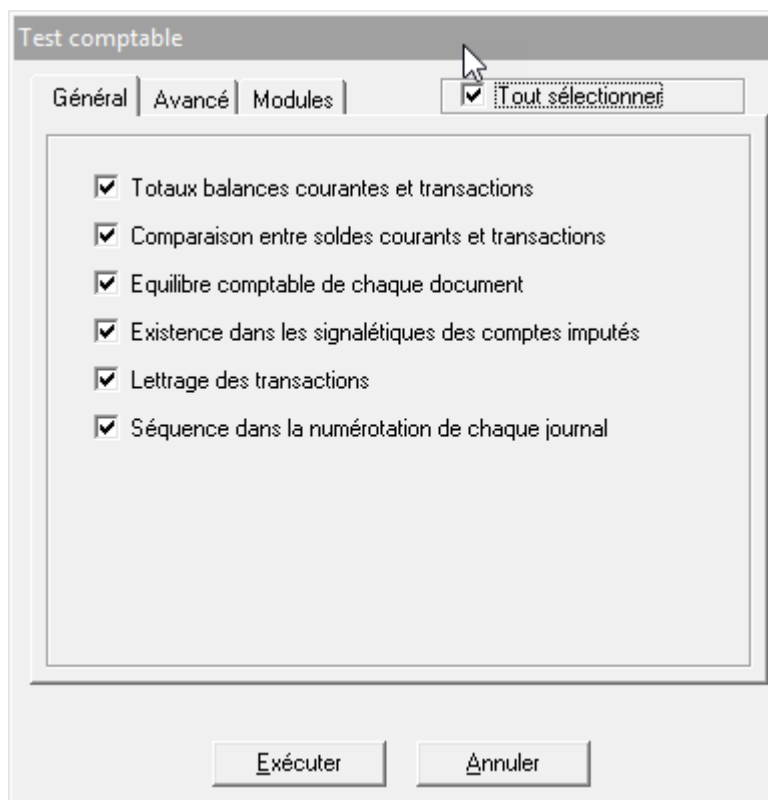 Test comptable
Général Avancé Modules Tout sélectionner
Totaux balances courantes et transactions
Comparaison entre soldes courants et transactions
Equilibre comptable de chaque document
Existence dans les signalétiques des comptes imputés
Lettrage des transactions
Séquence dans la numérotation de chaque journal
Exécuter Annuler